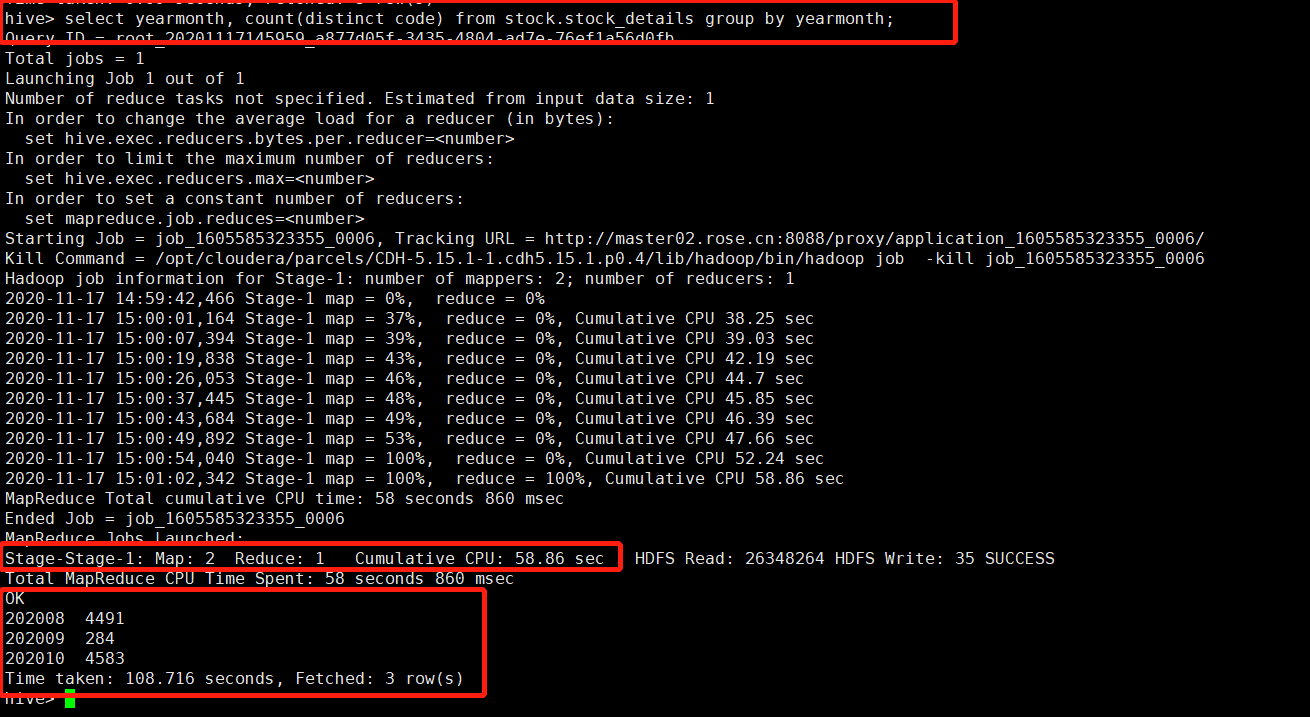 hive> select yearmonth, count(distinct code) from stock.stock_details group by yearmonth;
Query ID = root_20201117145959_a877d05f-3435-4804-ad7e-76ef1a56d0fb
Total jobs = 1
Launching Job 1 out of 1
Number of reduce tasks not specified. Estimated from input data size: 1
In order to change the average load for a reducer (in bytes):
  set hive.exec.reducers.bytes.per.reducer=<number>
In order to limit the maximum number of reducers:
  set hive.exec.reducers.max=<number>
In order to set a constant number of reducers:
  set mapreduce.job.reduces=<number>
Starting Job = job_1605585323355_0006, Tracking URL = http://master02.rose.cn:8088/proxy/application_1605585323355_0006/
Kill Command = /opt/cloudera/parcels/CDH-5.15.1-1.cdh5.15.1.p0.4/lib/hadoop/bin/hadoop job  -kill job_1605585323355_0006
Hadoop job information for Stage-1: number of mappers: 2; number of reducers: 1
2020-11-17 14:59:42,466 Stage-1 map = 0%,  reduce = 0%
2020-11-17 15:00:01,164 Stage-1 map = 37%,  reduce = 0%, Cumulative CPU 38.25 sec
2020-11-17 15:00:07,394 Stage-1 map = 39%,  reduce = 0%, Cumulative CPU 39.03 sec
2020-11-17 15:00:19,838 Stage-1 map = 43%,  reduce = 0%, Cumulative CPU 42.19 sec
2020-11-17 15:00:26,053 Stage-1 map = 46%,  reduce = 0%, Cumulative CPU 44.7 sec
2020-11-17 15:00:37,445 Stage-1 map = 48%,  reduce = 0%, Cumulative CPU 45.85 sec
2020-11-17 15:00:43,684 Stage-1 map = 49%,  reduce = 0%, Cumulative CPU 46.39 sec
2020-11-17 15:00:49,892 Stage-1 map = 53%,  reduce = 0%, Cumulative CPU 47.66 sec
2020-11-17 15:00:54,040 Stage-1 map = 100%,  reduce = 0%, Cumulative CPU 52.24 sec
2020-11-17 15:01:02,342 Stage-1 map = 100%,  reduce = 100%, Cumulative CPU 58.86 sec
MapReduce Total cumulative CPU time: 58 seconds 860 msec
Ended Job = job_1605585323355_0006
MapReduce Jobs Launched:
Stage-Stage-1: Map: 2  Reduce: 1   Cumulative CPU: 58.86 sec   HDFS Read: 26348264 HDFS Write: 35 SUCCESS
Total MapReduce CPU Time Spent: 58 seconds 860 msec
OK
202008  4491
202009  284
202010  4583
Time taken: 108.716 seconds, Fetched: 3 row(s)
hive>